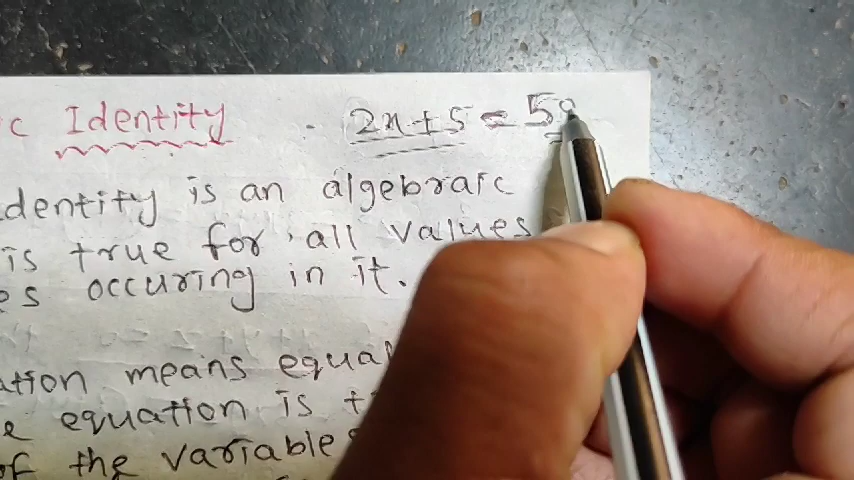 c Identity 2x+5 = 59
dentity is an algebraic
is true for all values
es occuring in it.
ation means equal
e equation is t
of the variable